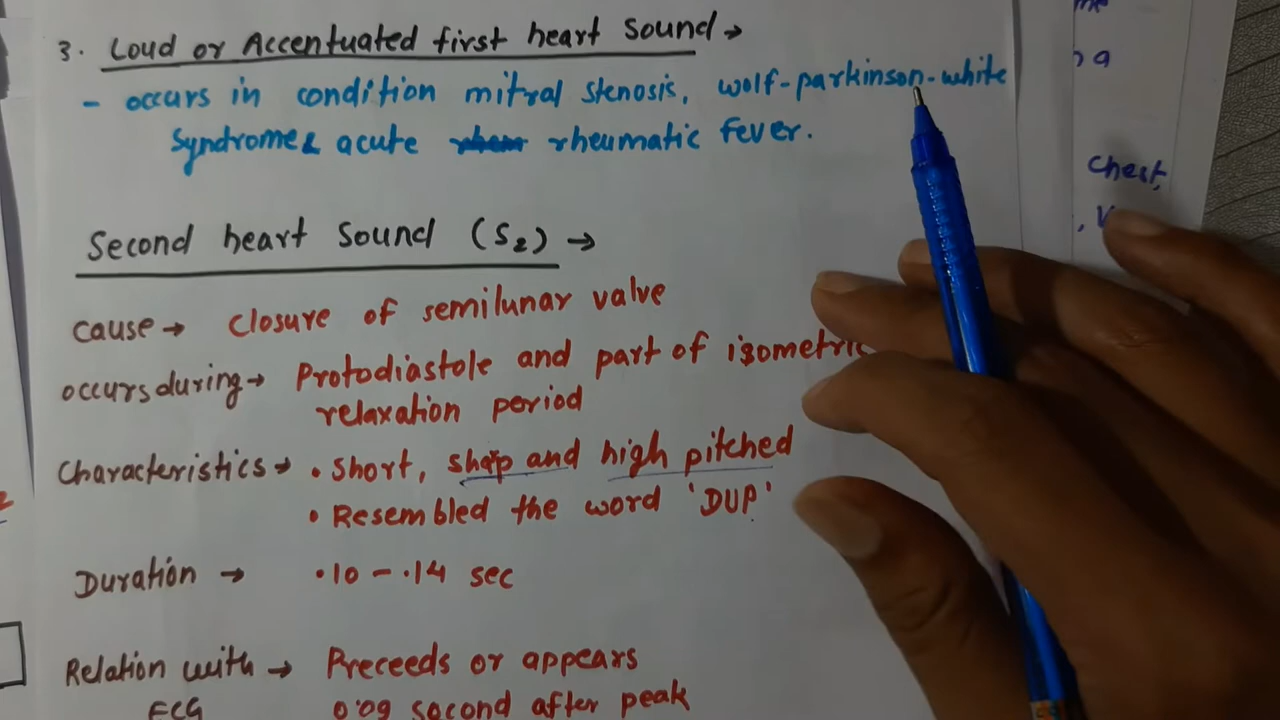 3. Loud or Accentuated first heart Sound →
- occurs in condition mitral stenosis, wolf-parkinson-white
Syndrome & acute rheumatic fever.
Second heart Sound (S2) →
cause → closure of semilunar valve
occurs during → Protodiastole and part of isometric
relaxation period
Characteristics → • Short, sharp and high pitched
• Resembled the word 'DUP'
Duration → .10 - .14 sec
Relation with → Preceeds or appears
ECG 0.09 second after peak
chest,